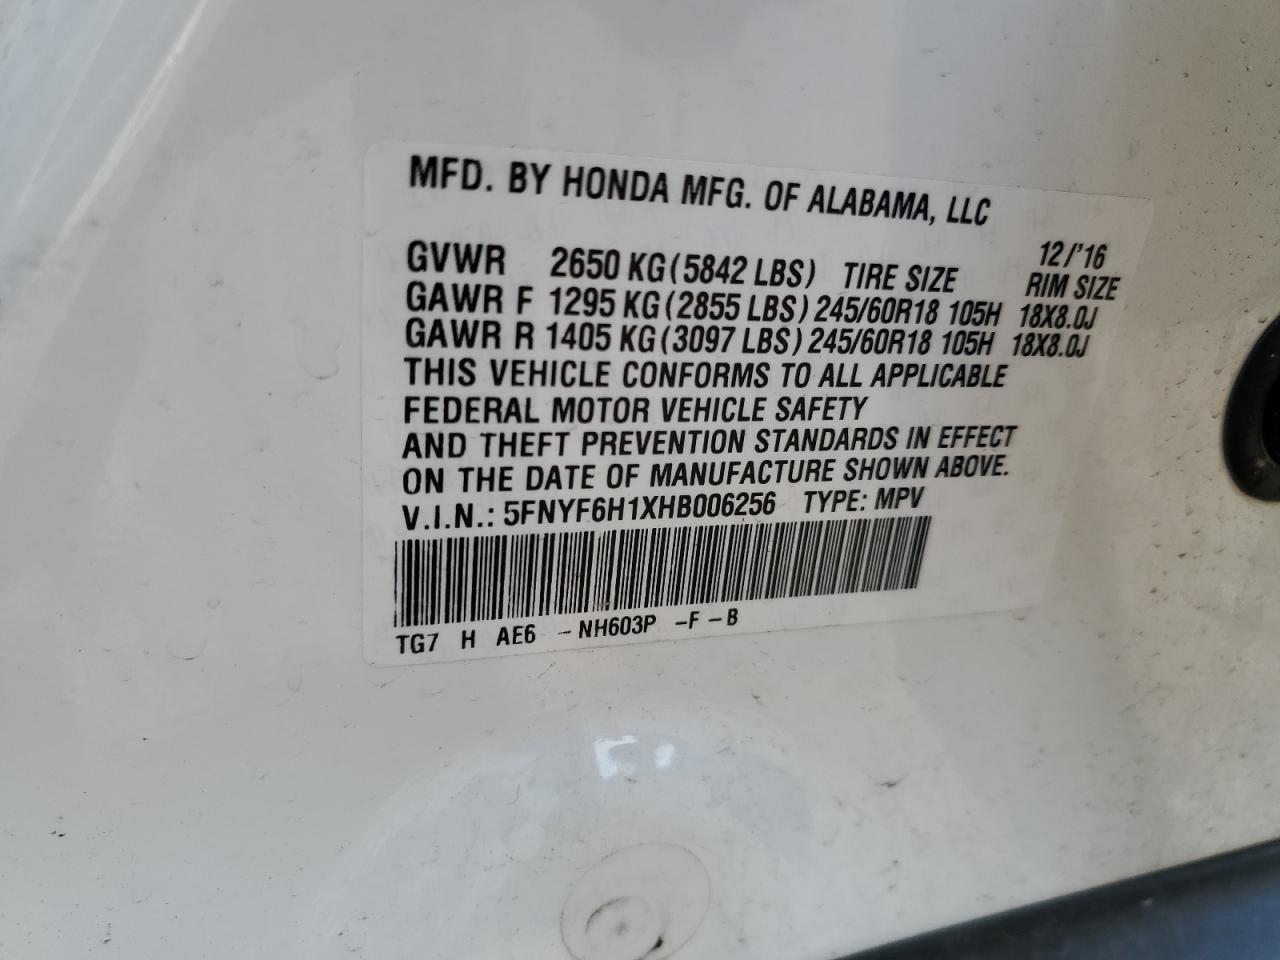 MFD. BY HONDA MFG. OF ALABAMA, LLC
12/'16
GVWR 2650 KG (5842 LBS) TIRE SIZE RIM SIZE
GAWR F 1295 KG (2855 LBS) 245/60R18 105H 18X8.0J
GAWR R 1405 KG (3097 LBS) 245/60R18 105H 18X8.0J
THIS VEHICLE CONFORMS TO ALL APPLICABLE
FEDERAL MOTOR VEHICLE SAFETY
AND THEFT PREVENTION STANDARDS IN EFFECT
ON THE DATE OF MANUFACTURE SHOWN ABOVE.
V.I.N.: 5FNYF6H1XHB006256 TYPE: MPV
TG7 H AE6 -NH603P -F-B